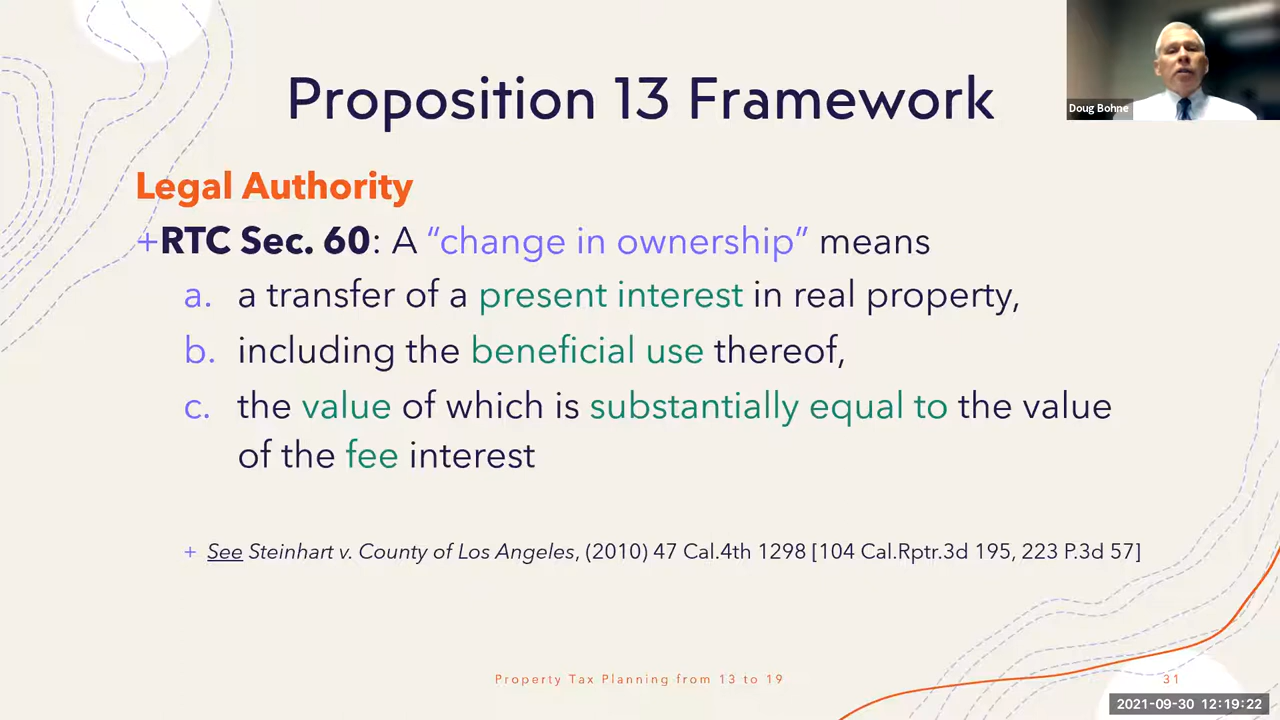 Proposition 13 Framework
Doug Bohne
Legal Authority
+RTC Sec. 60: A “change in ownership” means
a. a transfer of a present interest in real property,
b. including the beneficial use thereof,
c. the value of which is substantially equal to the value
of the fee interest
+ See Steinhart v. County of Los Angeles, (2010) 47 Cal.4th 1298 [104 Cal.Rptr.3d 195, 223 P.3d 57]
Property Tax Planning from 13 to 19
31
2021-09-30 12:19:22